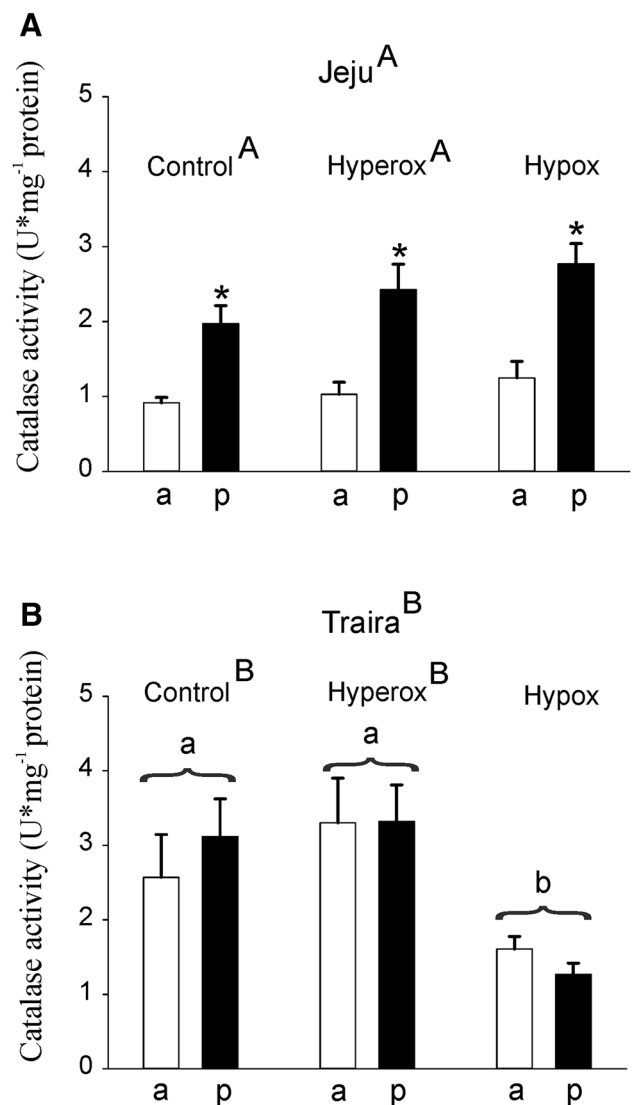 A
Jeju A
Catalase activity (U*mg-1 protein)
5
4
3
2
1
0
Control A Hyperox A Hypox
* * *
a p a p a p
B
Traira B
Catalase activity (U*mg-1 protein)
5
4
3
2
1
0
Control B Hyperox B Hypox
a a b
a p a p a p